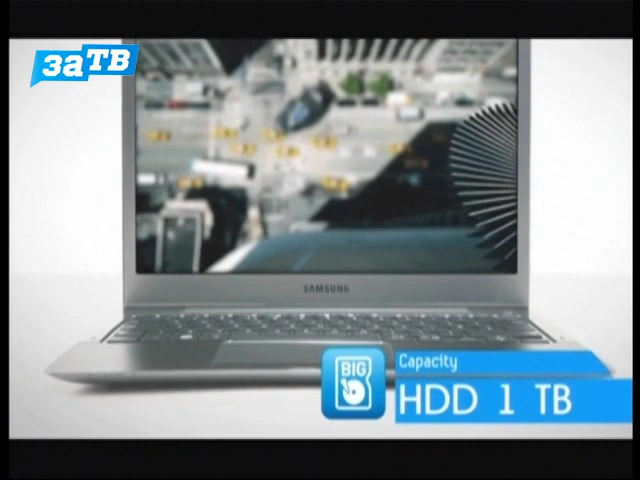 заТВ
SAMSUNG
BIG
Capacity
HDD 1 TB